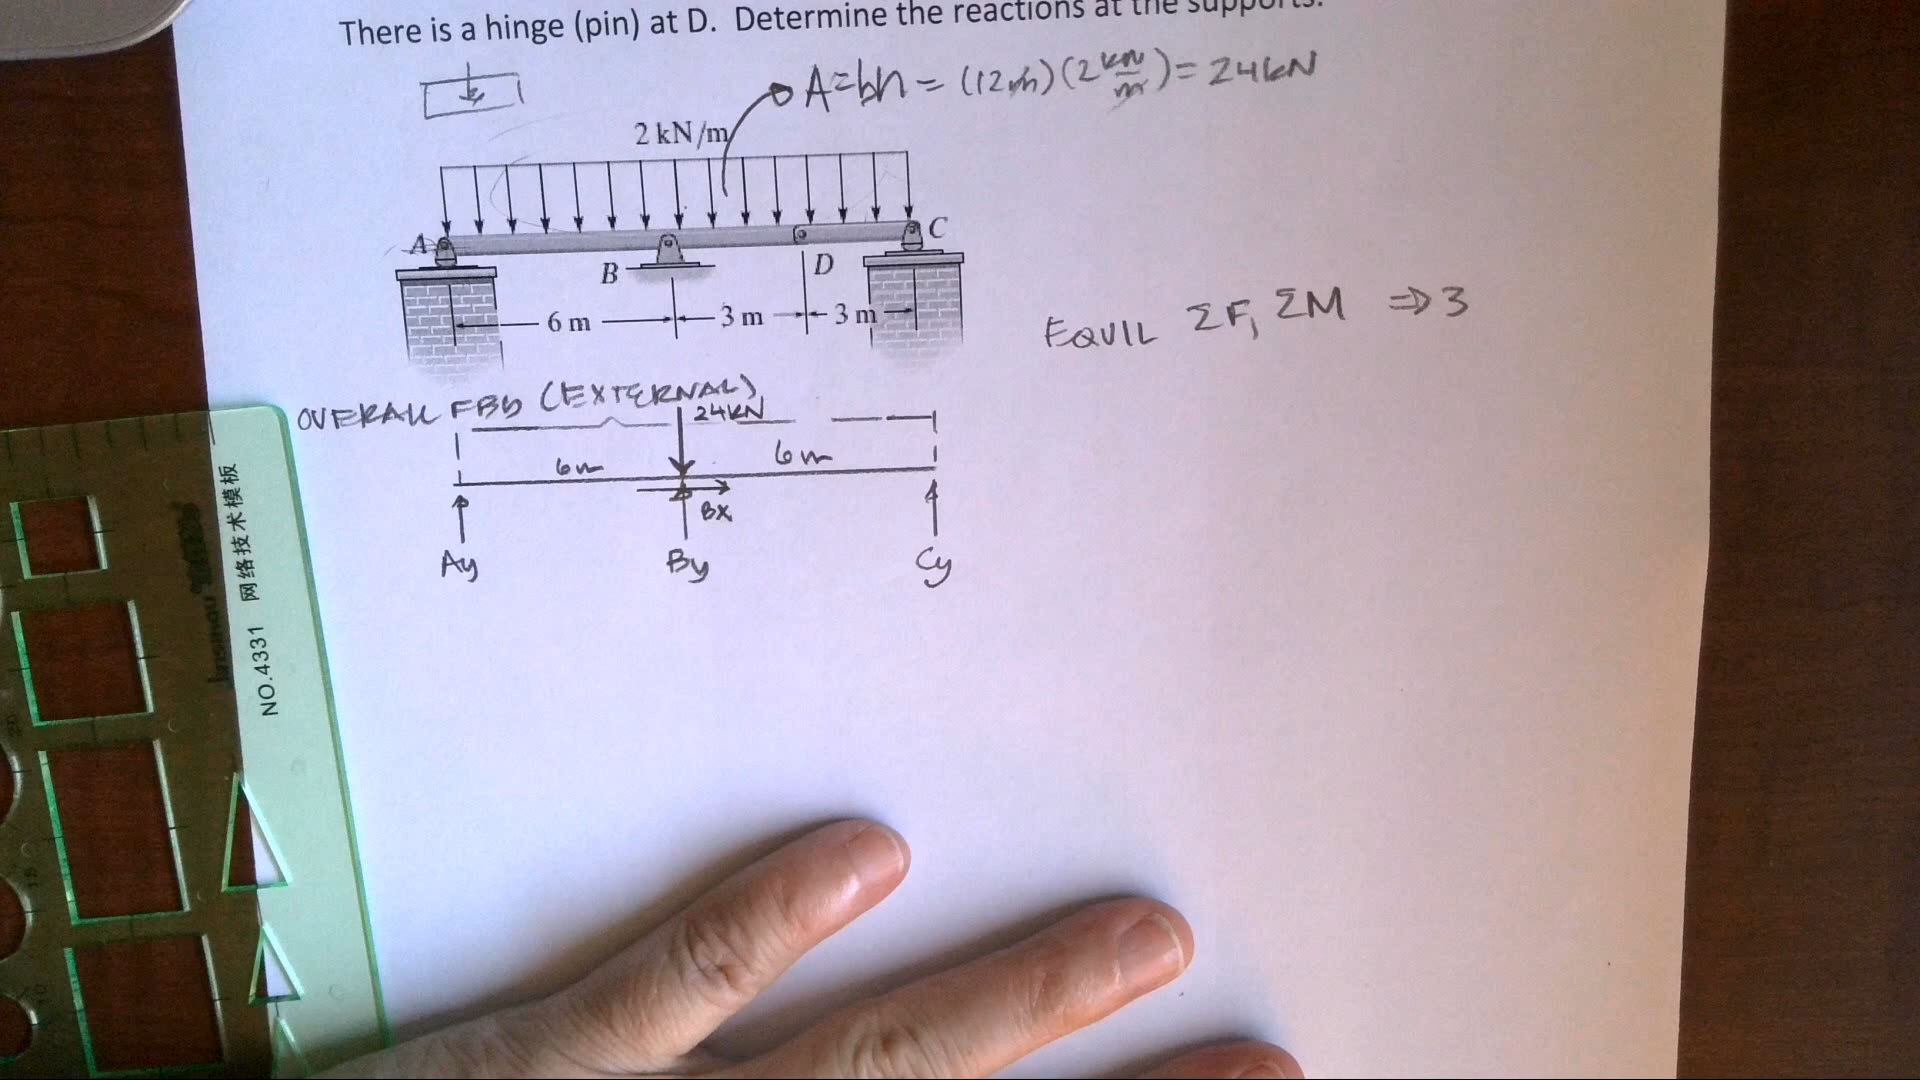 There is a hinge (pin) at D. Determine the reactions at the supports.
A=bh = (12m)(2 kN/m) = 24kN
2 kN/m
A
C
B
D
6 m
3 m
3 m
EQUIL ΣF, ΣM ⇒ 3
OVERALL FBD (EXTERNAL)
24kN
6m
6m
Bx
Ay
By
Cy
NO.4331 网络技术模板